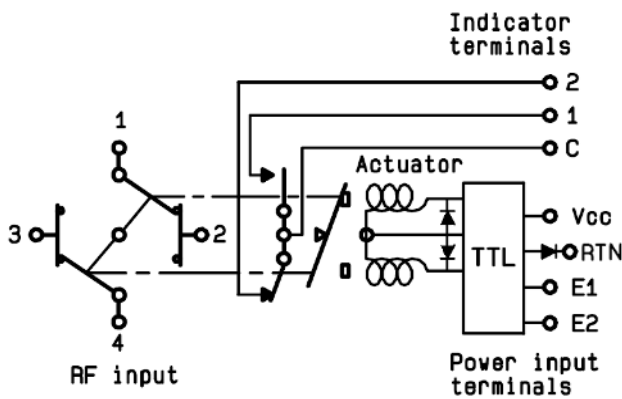 Indicator
terminals
2
1
C
1
Actuator
3
2
4
TTL
Vcc
RTN
E1
E2
RF input
Power input
terminals